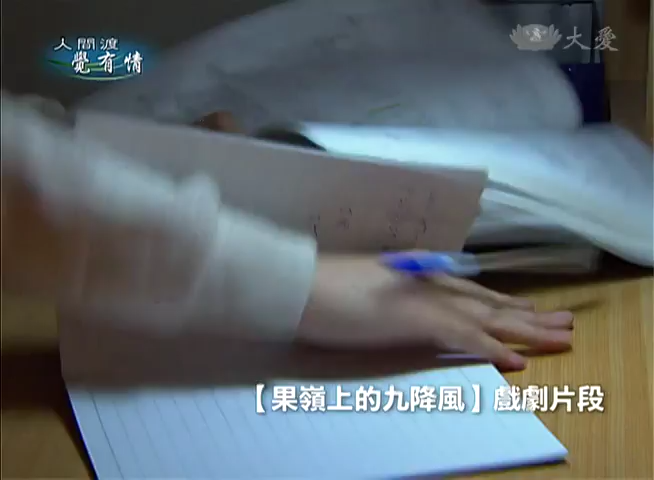 人間渡
覺有情
大愛
【果嶺上的九降風】戲劇片段